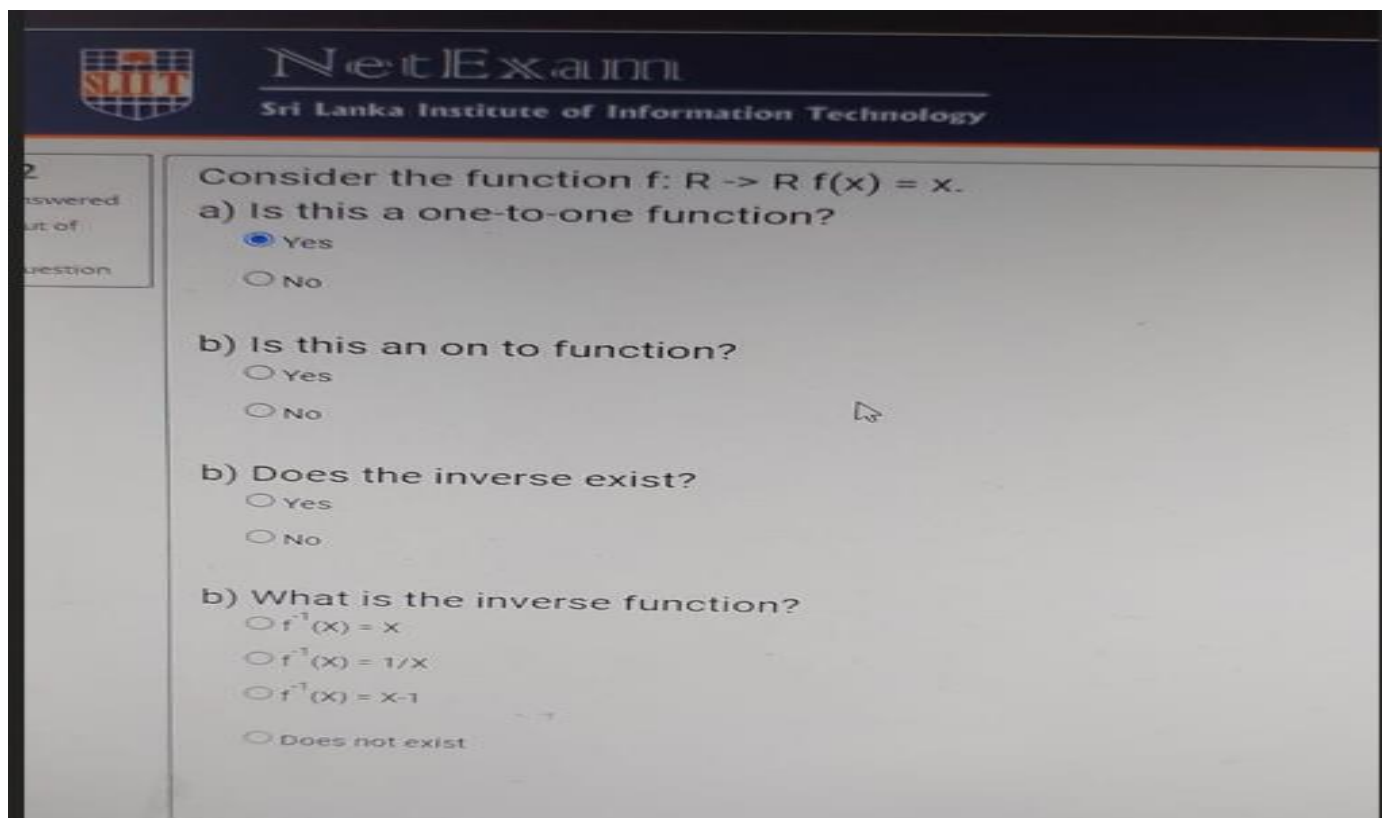 SLIIT
NetExam
Sri Lanka Institute of Information Technology
2
nswered
ut of
uestion
Consider the function f: R -> R f(x) = x.
a) Is this a one-to-one function?
Yes
No
b) Is this an on to function?
Yes
No
b) Does the inverse exist?
Yes
No
b) What is the inverse function?
f⁻¹(x) = x
f⁻¹(x) = 1/x
f⁻¹(x) = x-1
Does not exist